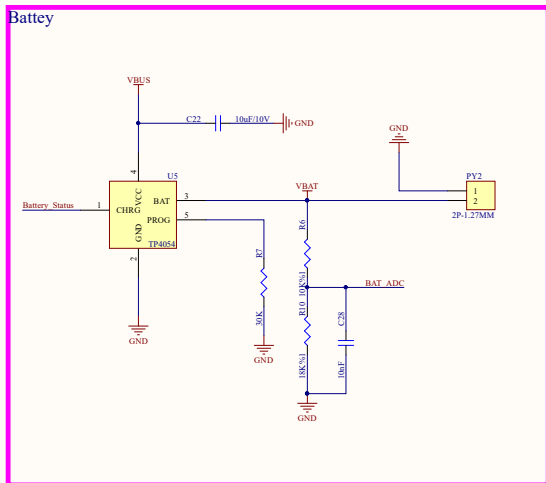 Battey
VBUS
C22
10uF/10V
GND
GND
4
U5
VCC
VBAT
PY2
Battery_Status
1
CHRG
BAT
3
1
2
PROG
5
GND
TP4054
2P-1.27MM
2
R7
30K
R6
10K%1
BAT_ADC
R10
18K%1
C28
10nF
GND
GND
GND